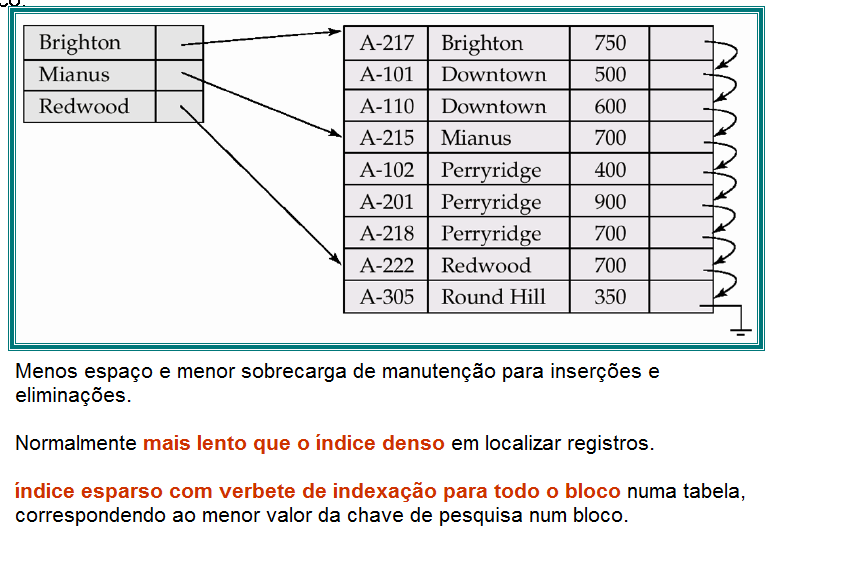 co.
Brighton
Mianus
Redwood
A-217 Brighton 750
A-101 Downtown 500
A-110 Downtown 600
A-215 Mianus 700
A-102 Perryridge 400
A-201 Perryridge 900
A-218 Perryridge 700
A-222 Redwood 700
A-305 Round Hill 350
Menos espaço e menor sobrecarga de manutenção para inserções e
eliminações.
Normalmente mais lento que o índice denso em localizar registros.
índice esparso com verbete de indexação para todo o bloco numa tabela,
correspondendo ao menor valor da chave de pesquisa num bloco.